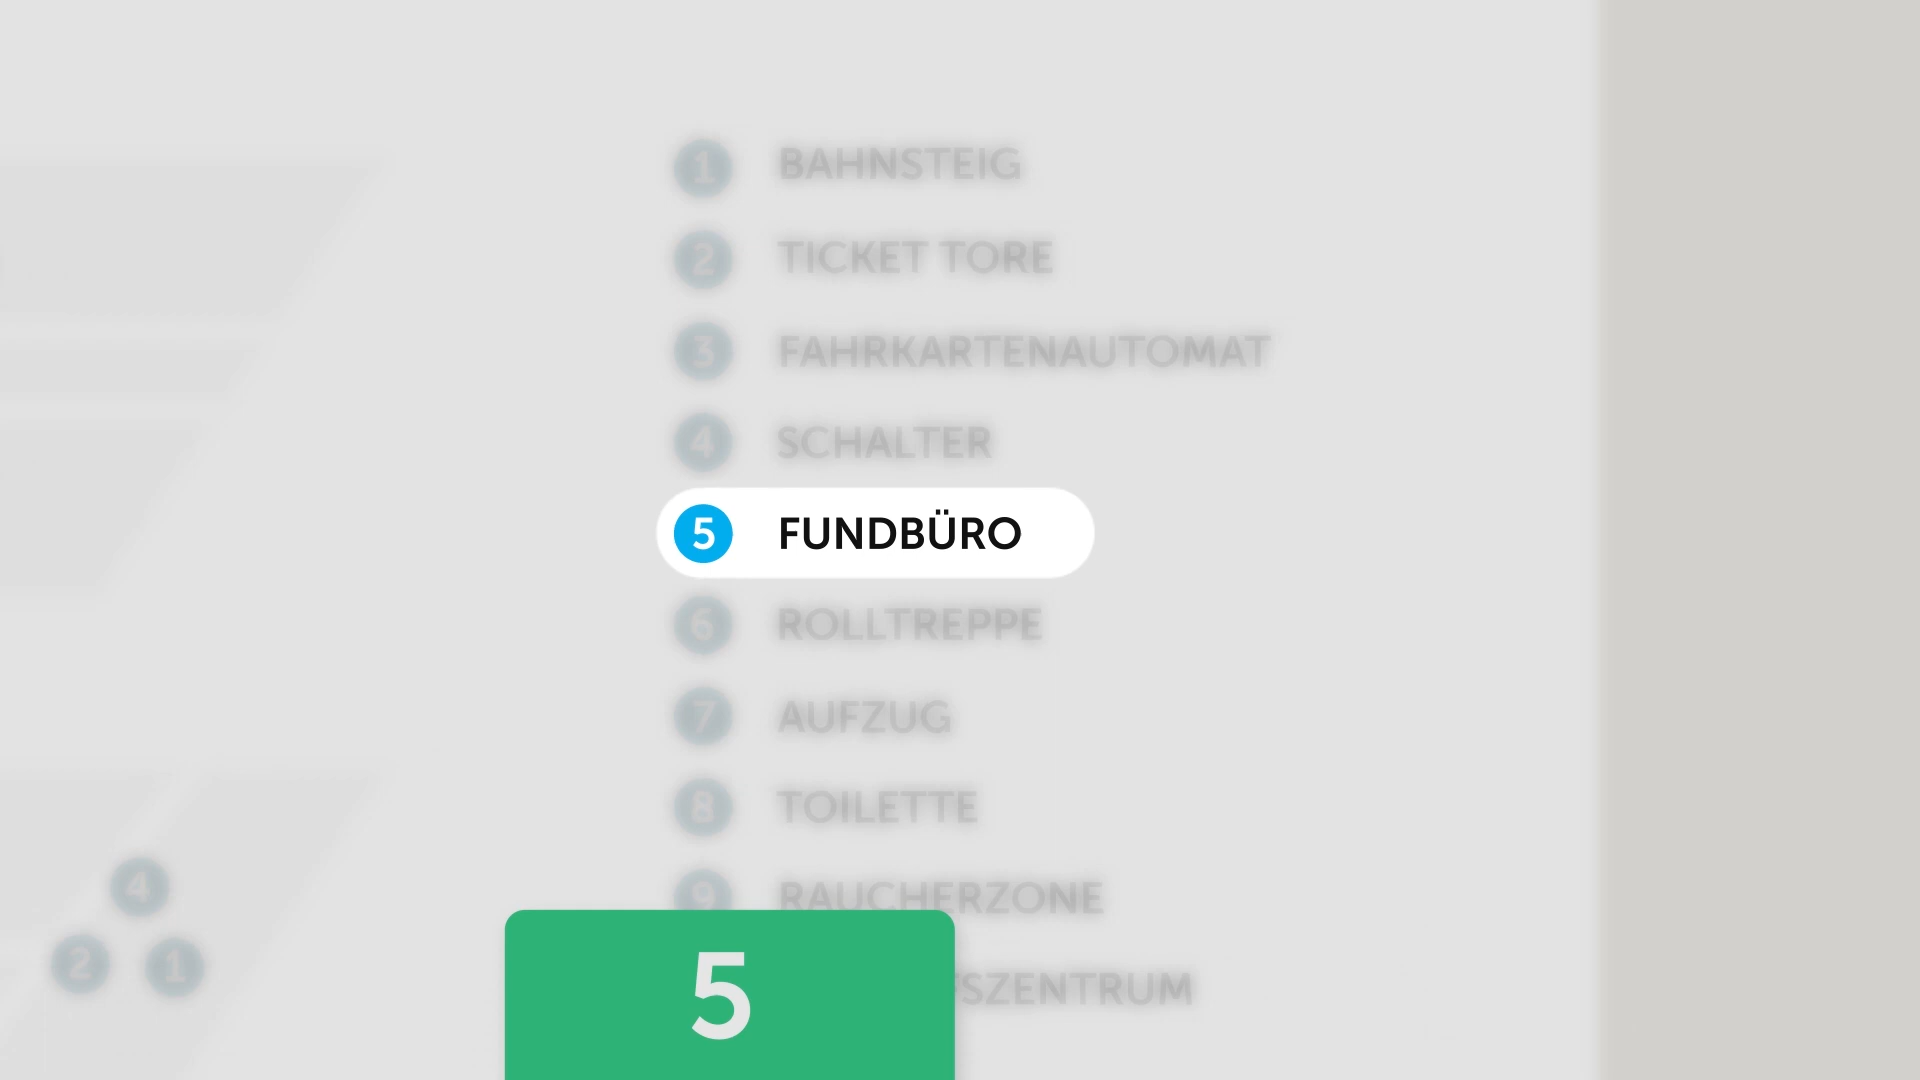 1 BAHNSTEIG
2 TICKET TORE
3 FAHRKARTENAUTOMAT
4 SCHALTER
5 FUNDBÜRO
6 ROLLTREPPE
7 AUFZUG
8 TOILETTE
9 RAUCHERZONE
4
2 1
5